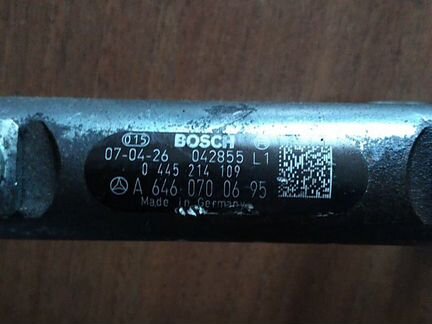 015 BOSCH
07-04-26 042855 L1
0 445 214 109
A 646 070 06 95
Made in Germany